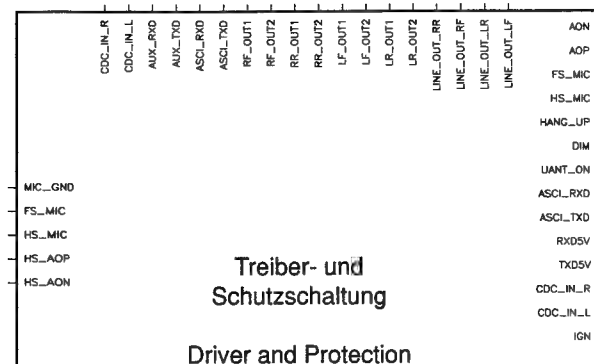 CDC_IN_R
CDC_IN_L
AUX_RXD
AUX_TXD
ASCI_RXD
ASCI_TXD
RF_OUT1
RF_OUT2
RR_OUT1
RR_OUT2
LF_OUT1
LF_OUT2
LR_OUT1
LR_OUT2
LINE_OUT_RR
LINE_OUT_RF
LINE_OUT_LR
LINE_OUT_LF
MIC_GND
FS_MIC
HS_MIC
HS_AOP
HS_AON
AON
AOP
FS_MIC
HS_MIC
HANG_UP
DIM
UANT_ON
ASCI_RXD
ASCI_TXD
RXD5V
TXD5V
CDC_IN_R
CDC_IN_L
IGN
Treiber- und
Schutzschaltung
Driver and Protection